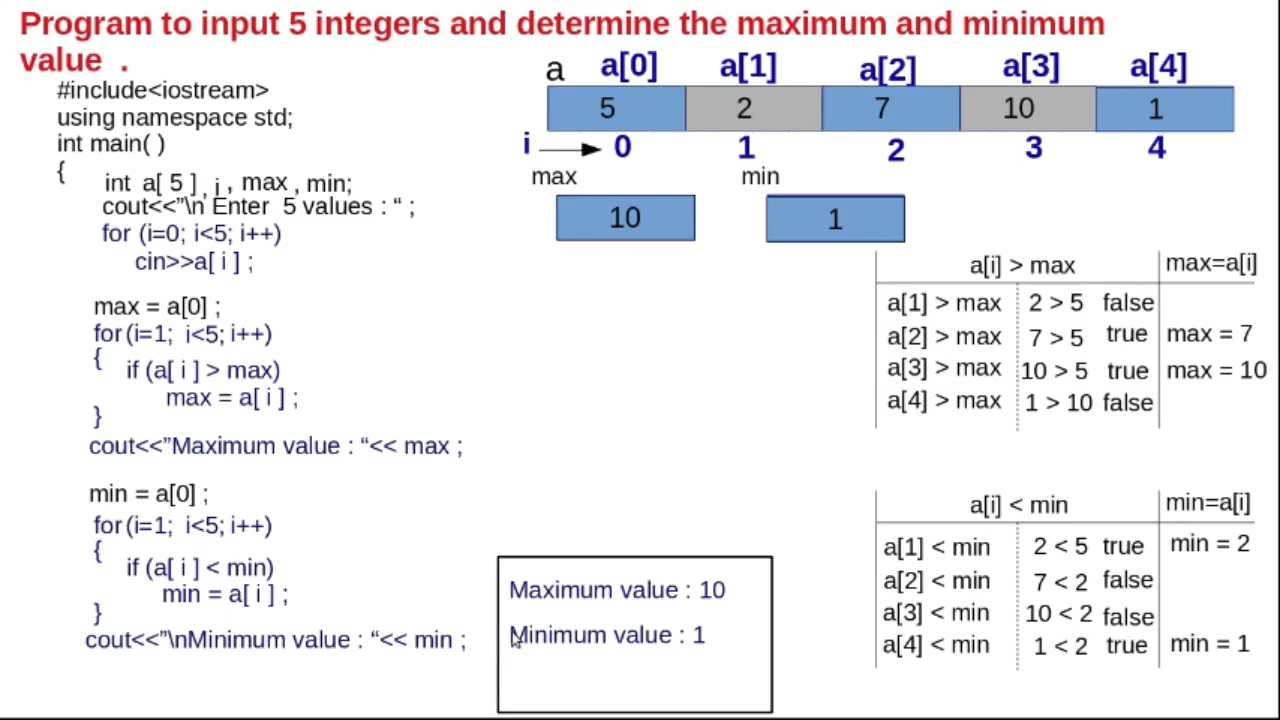 Program to input 5 integers and determine the maximum and minimum
value .
#include<iostream>
using namespace std;
int main( )
{
int a[ 5 ] , i , max , min;
cout<<”\n Enter 5 values : “ ;
for (i=0; i<5; i++)
cin>>a[ i ] ;
max = a[0] ;
for (i=1; i<5; i++)
{
if (a[ i ] > max)
max = a[ i ] ;
}
cout<<”Maximum value : “<< max ;
min = a[0] ;
for (i=1; i<5; i++)
{
if (a[ i ] < min)
min = a[ i ] ;
}
cout<<”\nMinimum value : “<< min ;
a a[0] a[1] a[2] a[3] a[4]
5 2 7 10 1
i 0 1 2 3 4
max min
10 1
a[i] > max max=a[i]
a[1] > max 2 > 5 false
a[2] > max 7 > 5 true max = 7
a[3] > max 10 > 5 true max = 10
a[4] > max 1 > 10 false
a[i] < min min=a[i]
a[1] < min 2 < 5 true min = 2
a[2] < min 7 < 2 false
a[3] < min 10 < 2 false
a[4] < min 1 < 2 true min = 1
Maximum value : 10
Minimum value : 1